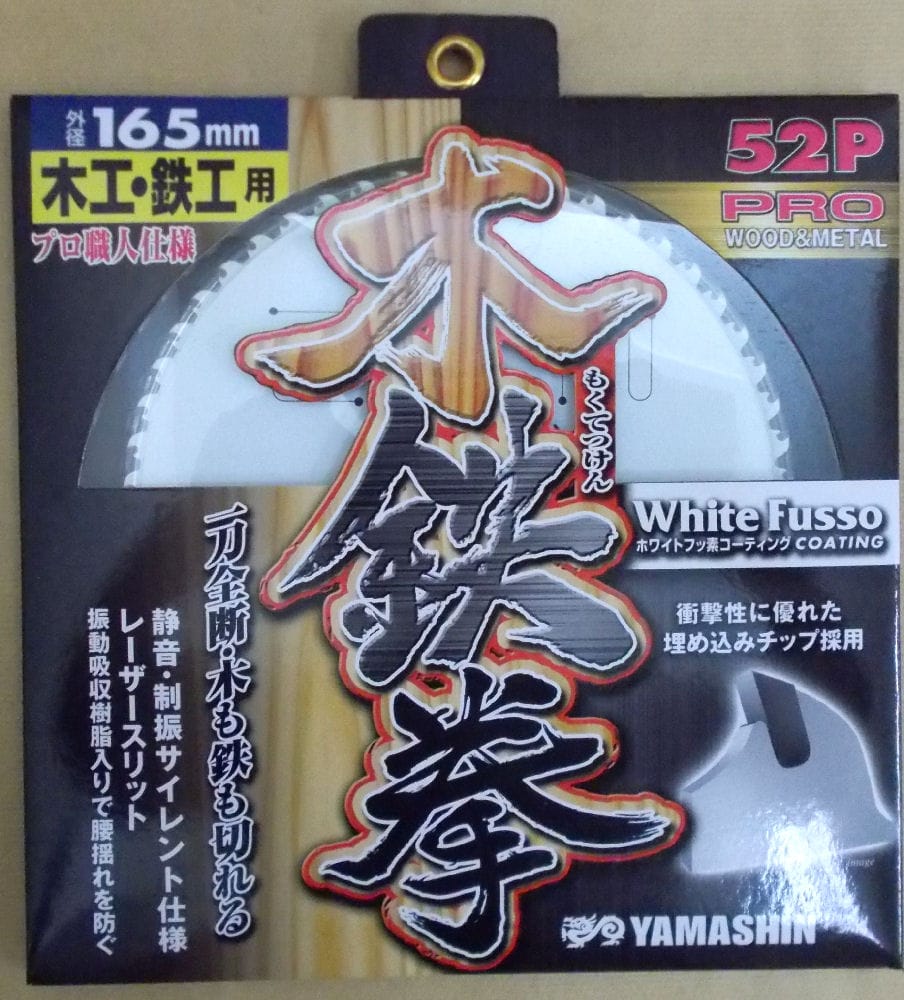 外径 165mm
木工・鉄工用
プロ職人仕様
52P
PRO
WOOD&METAL
木鉄拳
もくてつけん
White Fusso
ホワイトフッ素コーティング COATING
衝撃性に優れた
埋め込みチップ採用
image
一刀全断・木も鉄も切れる
静音・制振サイレント仕様
レーザースリット
振動吸収樹脂入りで腰揺れを防ぐ
YAMASHIN